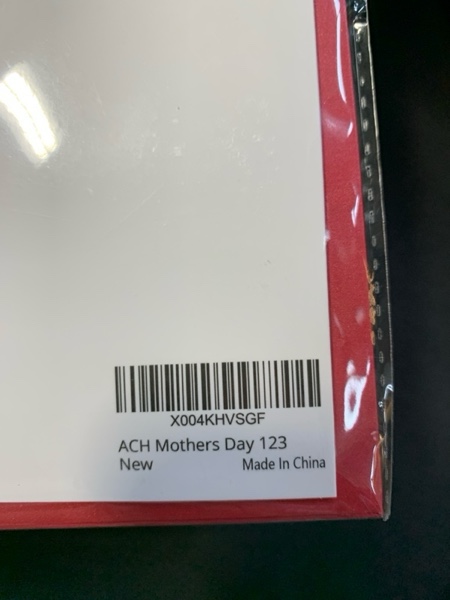 X004KHVSGF
ACH Mothers Day 123
New
Made In China